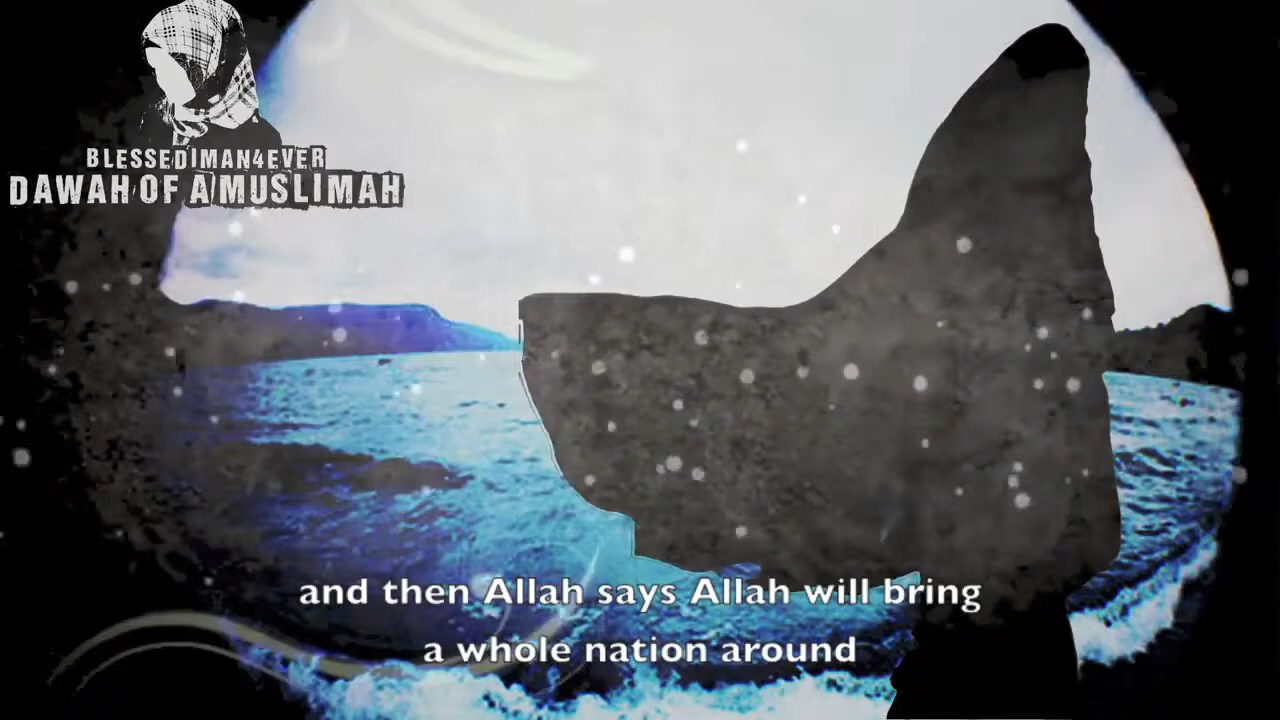 BLESSEDIMAN4EVER
DAWAH OF A MUSLIMAH
and then Allah says Allah will bring
a whole nation around